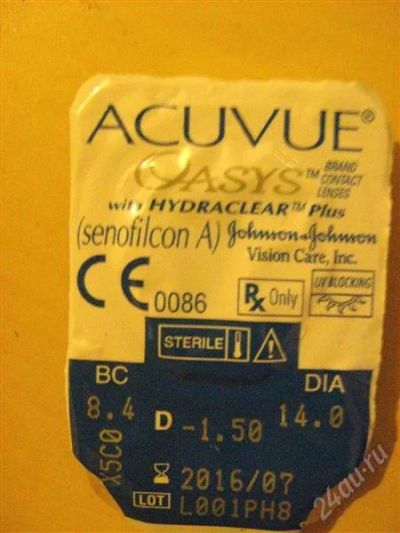 ACUVUE®
OASYS™ BRAND CONTACT LENSES
with HYDRACLEAR™ Plus
(senofilcon A) Johnson & Johnson
Vision Care, Inc.
CE 0086 Rx Only UV BLOCKING
STERILE
BC DIA
8.4 D -1.50 14.0
X5C0
2016/07
LOT L001PH8
24au.ru